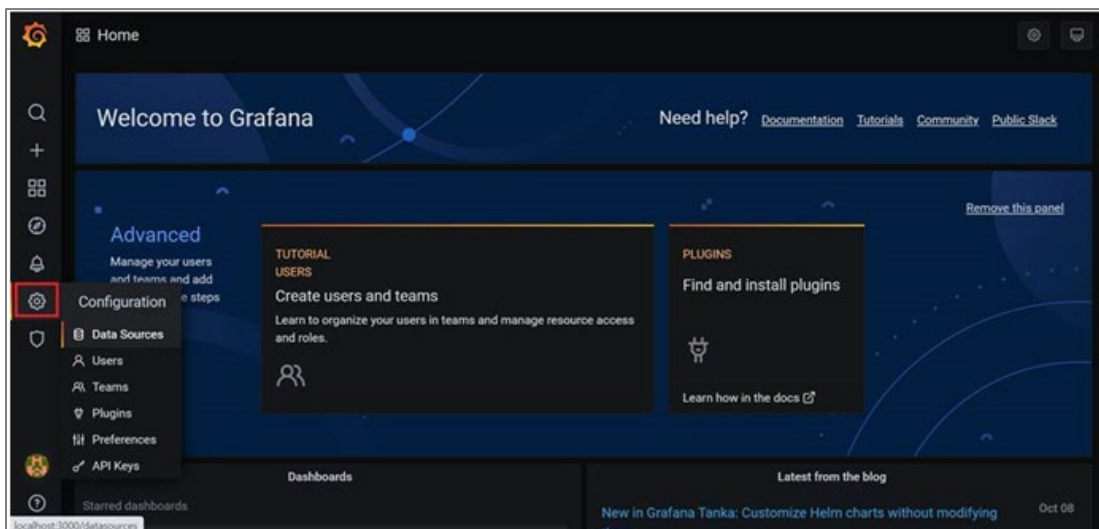 Home
Welcome to Grafana
Need help? Documentation Tutorials Community Public Slack
Remove this panel
Advanced
Manage your users
and teams and add
e steps
TUTORIAL
USERS
Create users and teams
Learn to organize your users in teams and manage resource access
and roles.
PLUGINS
Find and install plugins
Learn how in the docs
Configuration
Data Sources
Users
Teams
Plugins
Preferences
API Keys
Dashboards
Starred dashboards
Latest from the blog
New in Grafana Tanka: Customize Helm charts without modifying
Oct 08
localhost:3000/datasources